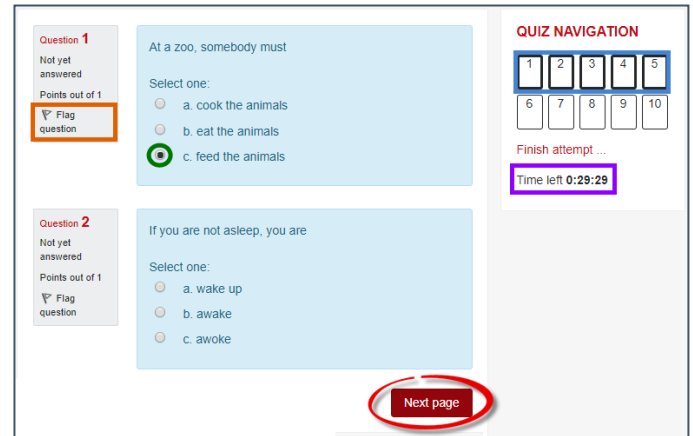 Question 1
Not yet
answered
Points out of 1
Flag
question
At a zoo, somebody must
Select one:
a. cook the animals
b. eat the animals
c. feed the animals
Question 2
Not yet
answered
Points out of 1
Flag
question
If you are not asleep, you are
Select one:
a. wake up
b. awake
c. awoke
Next page
QUIZ NAVIGATION
1 2 3 4 5
6 7 8 9 10
Finish attempt ...
Time left 0:29:29